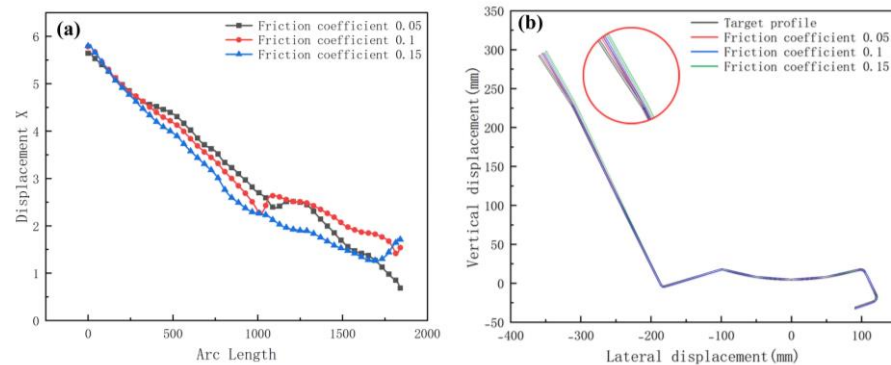 (a)
Friction coefficient 0.05
Friction coefficient 0.1
Friction coefficient 0.15
Displacement X
6
5
4
3
2
1
0
0 500 1000 1500 2000
Arc Length
(b)
Target profile
Friction coefficient 0.05
Friction coefficient 0.1
Friction coefficient 0.15
Vertical displacement(mm)
350
300
250
200
150
100
50
0
-50
-400 -300 -200 -100 0 100
Lateral displacement(mm)